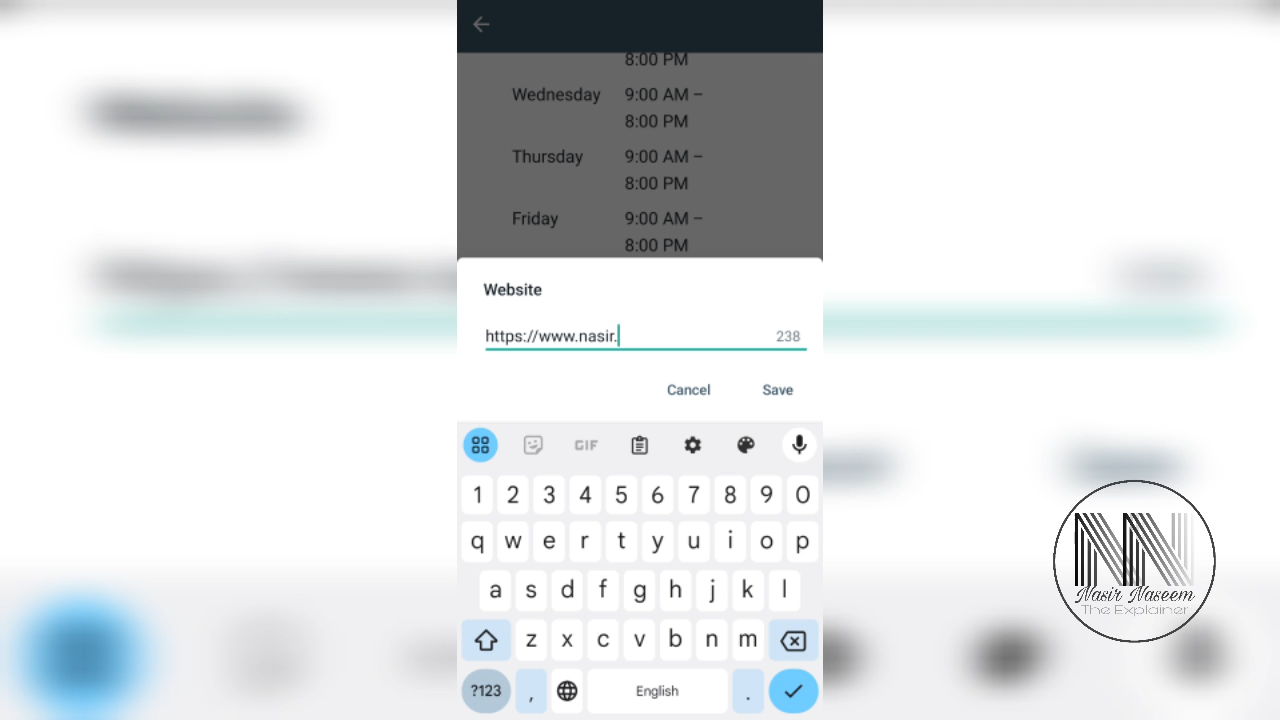 8:00 PM
Wednesday 9:00 AM –
8:00 PM
Thursday 9:00 AM –
8:00 PM
Friday 9:00 AM –
8:00 PM
Website
https://www.nasir. 238
Cancel Save
GIF
1 2 3 4 5 6 7 8 9 0
q w e r t y u i o p
a s d f g h j k l
z x c v b n m
?123 , English .
NN
Nasir Naseem
The Explainer